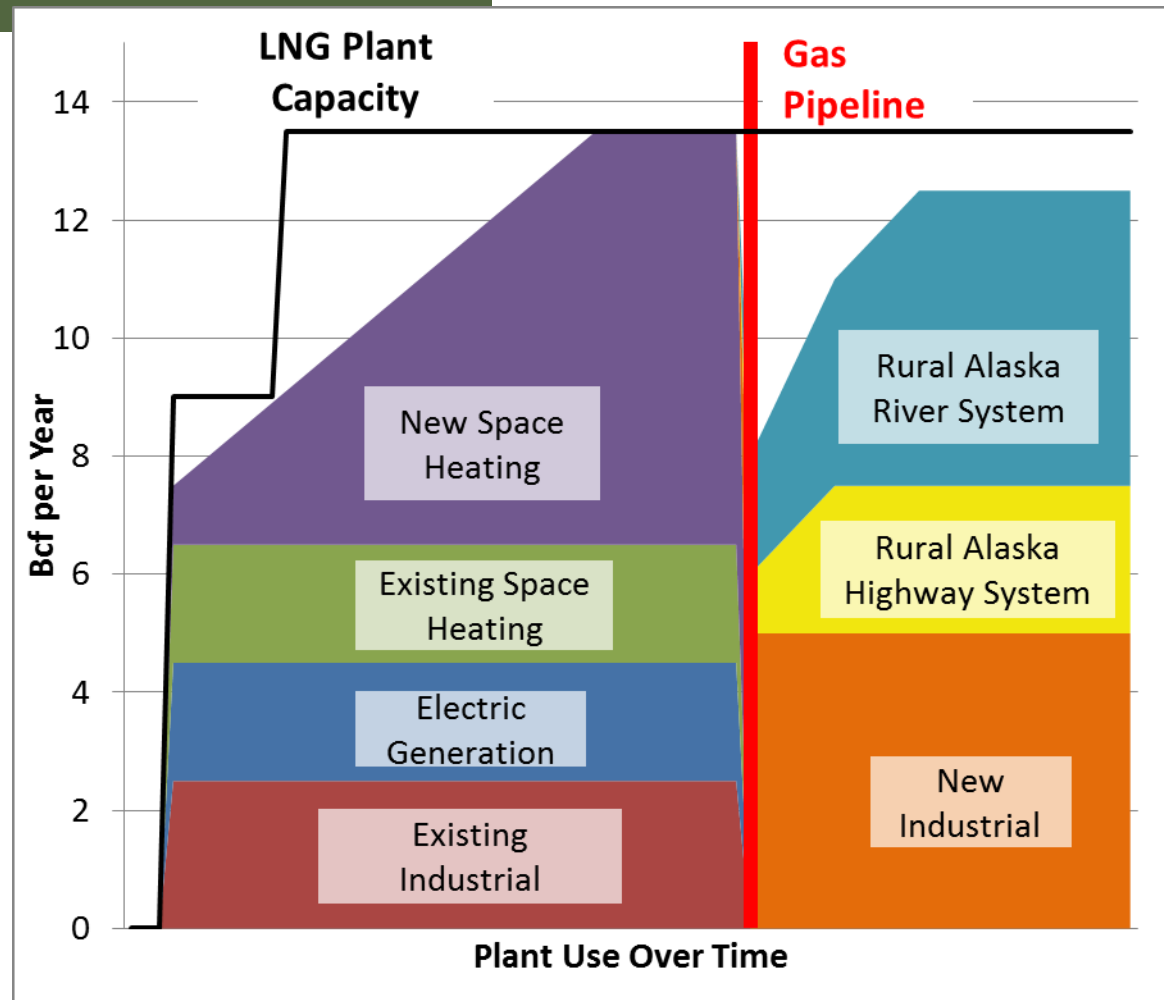 LNG Plant
Capacity
Gas
Pipeline
14
12
10
8
6
4
2
0
Bcf per Year
New Space
Heating
Existing Space
Heating
Electric
Generation
Existing
Industrial
Rural Alaska
River System
Rural Alaska
Highway System
New
Industrial
Plant Use Over Time